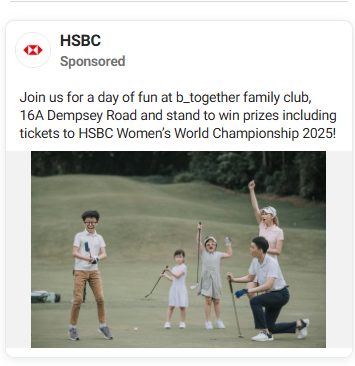 HSBC
Sponsored
Join us for a day of fun at b_together family club,
16A Dempsey Road and stand to win prizes including
tickets to HSBC Women’s World Championship 2025!